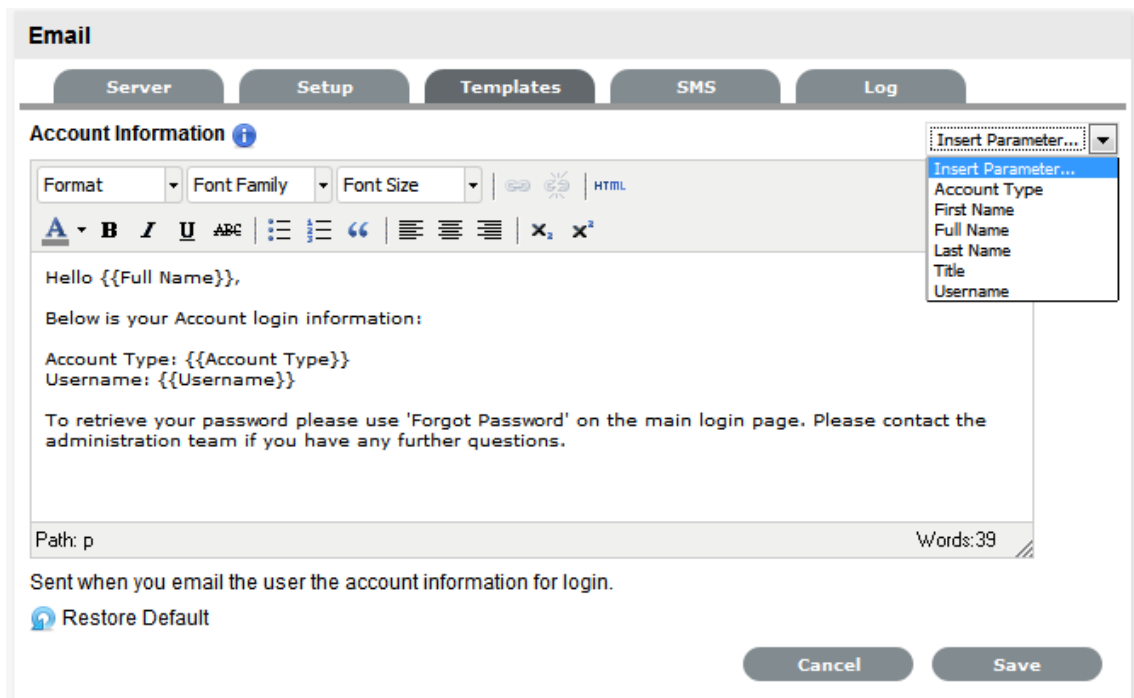 Email
Server Setup Templates SMS Log
Account Information
Insert Parameter...
Insert Parameter...
Account Type
First Name
Full Name
Last Name
Title
Username
Format Font Family Font Size HTML
A B I U ABC x₂ x²
Hello {{Full Name}},
Below is your Account login information:
Account Type: {{Account Type}}
Username: {{Username}}
To retrieve your password please use 'Forgot Password' on the main login page. Please contact the
administration team if you have any further questions.
Path: p Words:39
Sent when you email the user the account information for login.
Restore Default
Cancel Save